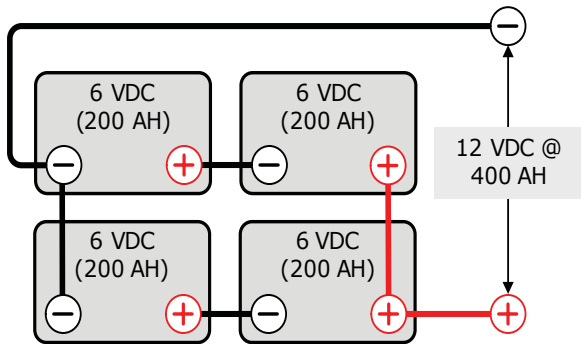 −
6 VDC
(200 AH)
6 VDC
(200 AH)
− + − +
12 VDC @
400 AH
6 VDC
(200 AH)
6 VDC
(200 AH)
− + − + +